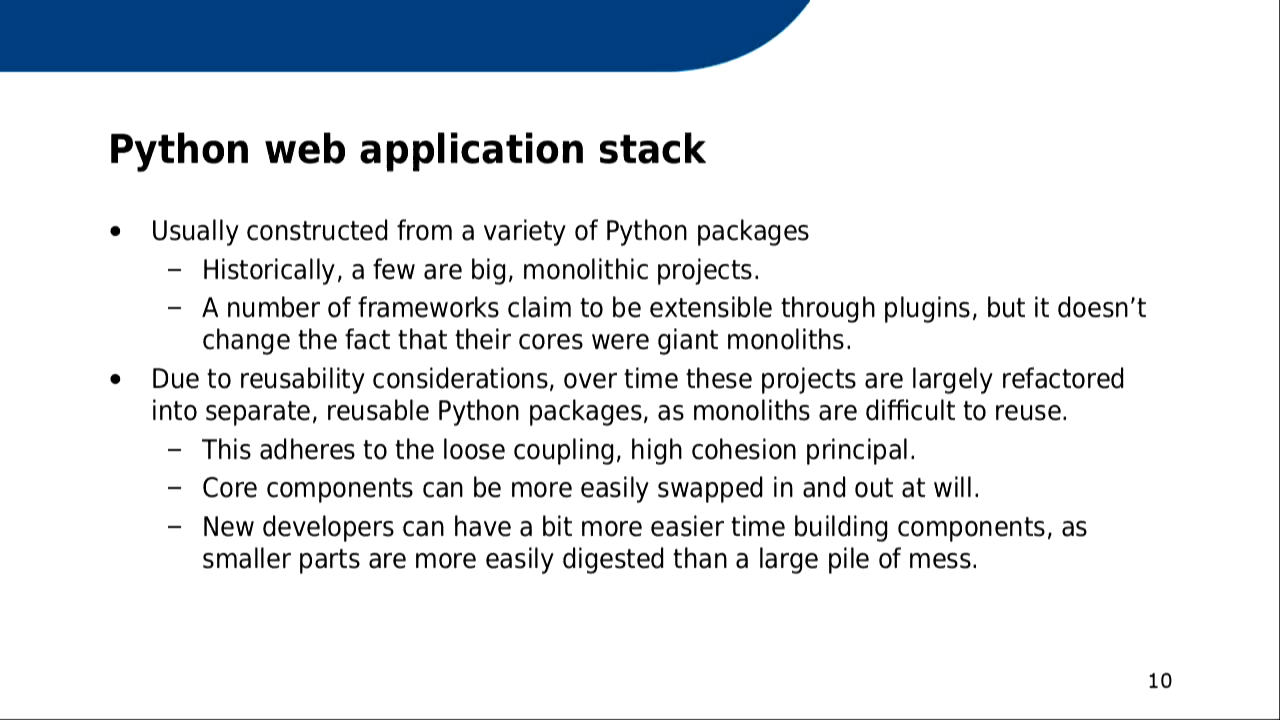 Python web application stack
• Usually constructed from a variety of Python packages
– Historically, a few are big, monolithic projects.
– A number of frameworks claim to be extensible through plugins, but it doesn’t
change the fact that their cores were giant monoliths.
• Due to reusability considerations, over time these projects are largely refactored
into separate, reusable Python packages, as monoliths are difficult to reuse.
– This adheres to the loose coupling, high cohesion principal.
– Core components can be more easily swapped in and out at will.
– New developers can have a bit more easier time building components, as
smaller parts are more easily digested than a large pile of mess.
10